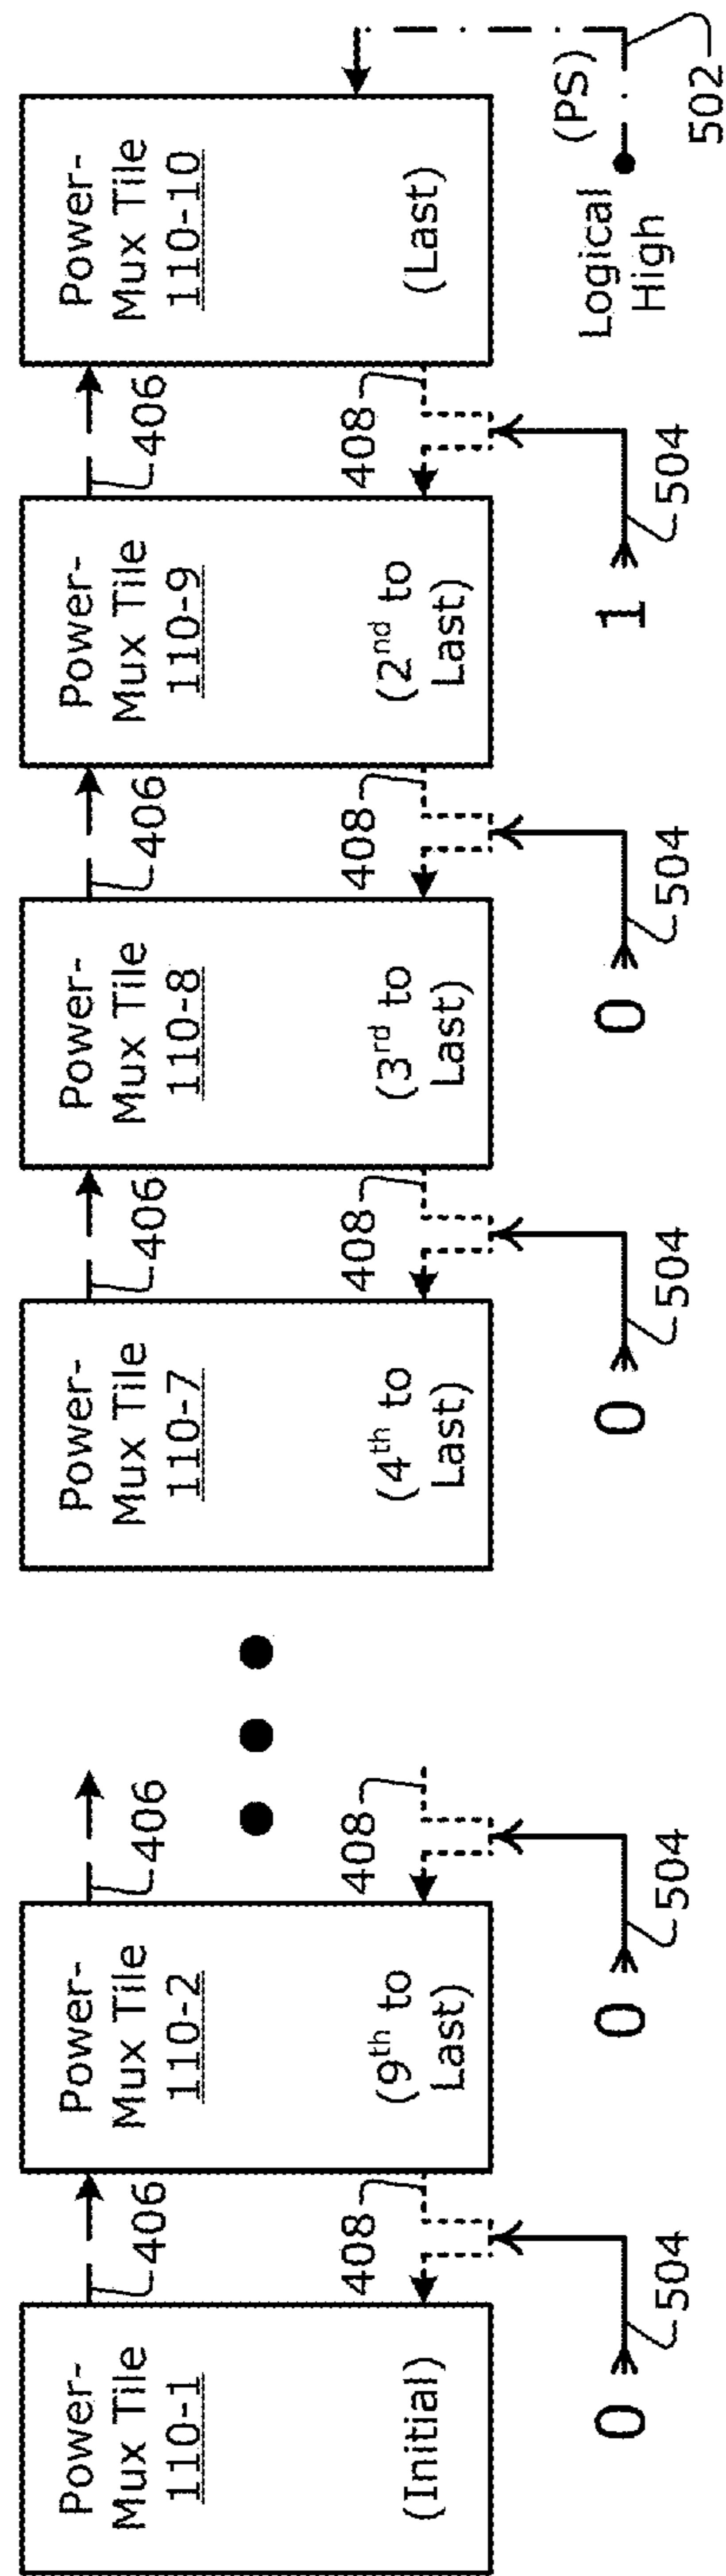 Power-
Mux Tile
110-1
(Initial)
406
408
0
504
Power-
Mux Tile
110-2
(9th to
Last)
406
408
0
504
Power-
Mux Tile
110-7
(4th to
Last)
406
408
0
504
Power-
Mux Tile
110-8
(3rd to
Last)
406
408
0
504
Power-
Mux Tile
110-9
(2nd to
Last)
406
408
1
504
Power-
Mux Tile
110-10
(Last)
Logical
High
(PS)
502